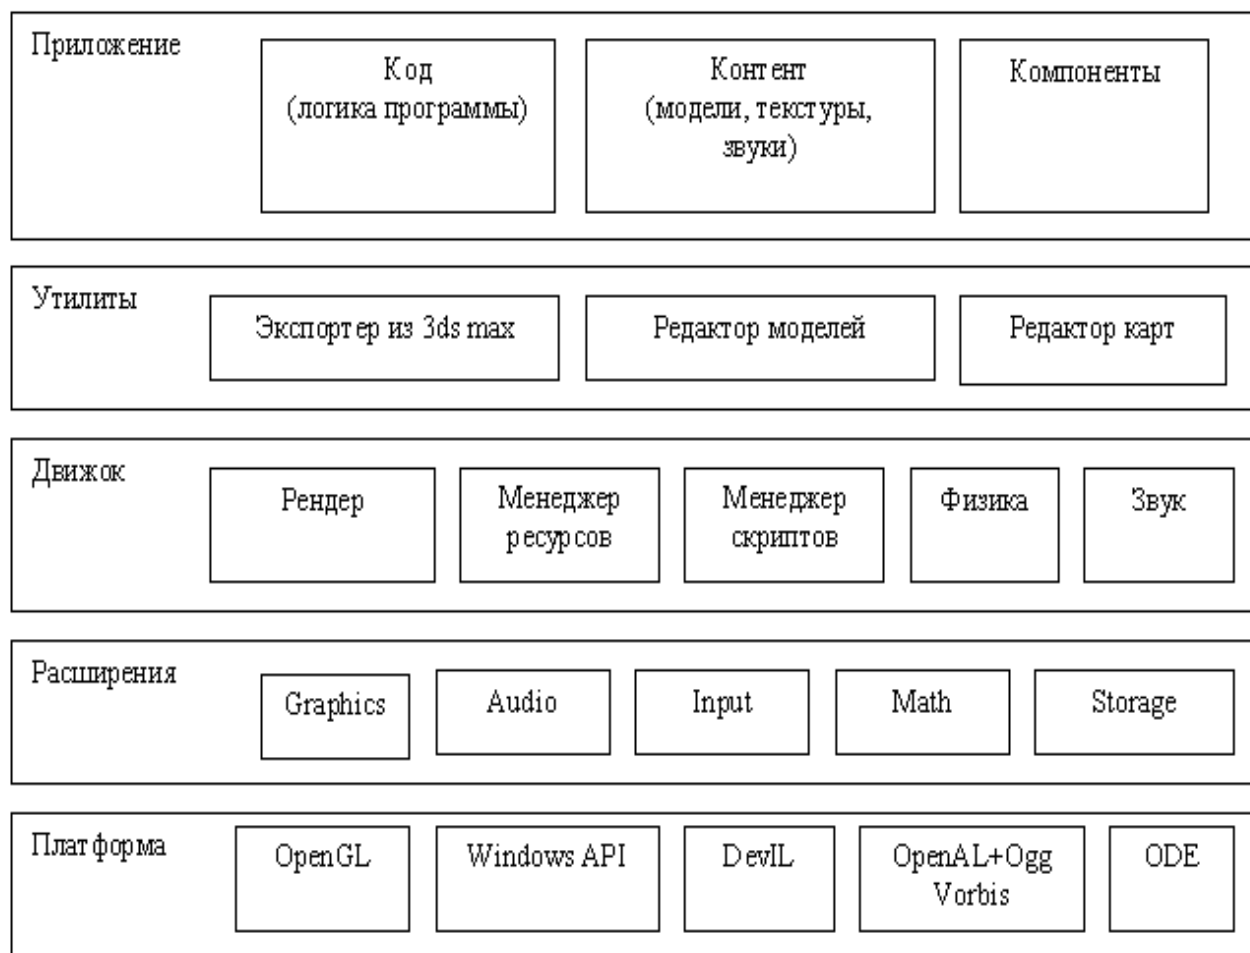 Приложение
Код
(логика программы)
Контент
(модели, текстуры,
звуки)
Компоненты
Утилиты
Экспортер из 3ds max
Редактор моделей
Редактор карт
Движок
Рендер
Менеджер
ресурсов
Менеджер
скриптов
Физика
Звук
Расширения
Graphics
Audio
Input
Math
Storage
Платформа
OpenGL
Windows API
DevIL
OpenAL+Ogg
Vorbis
ODE